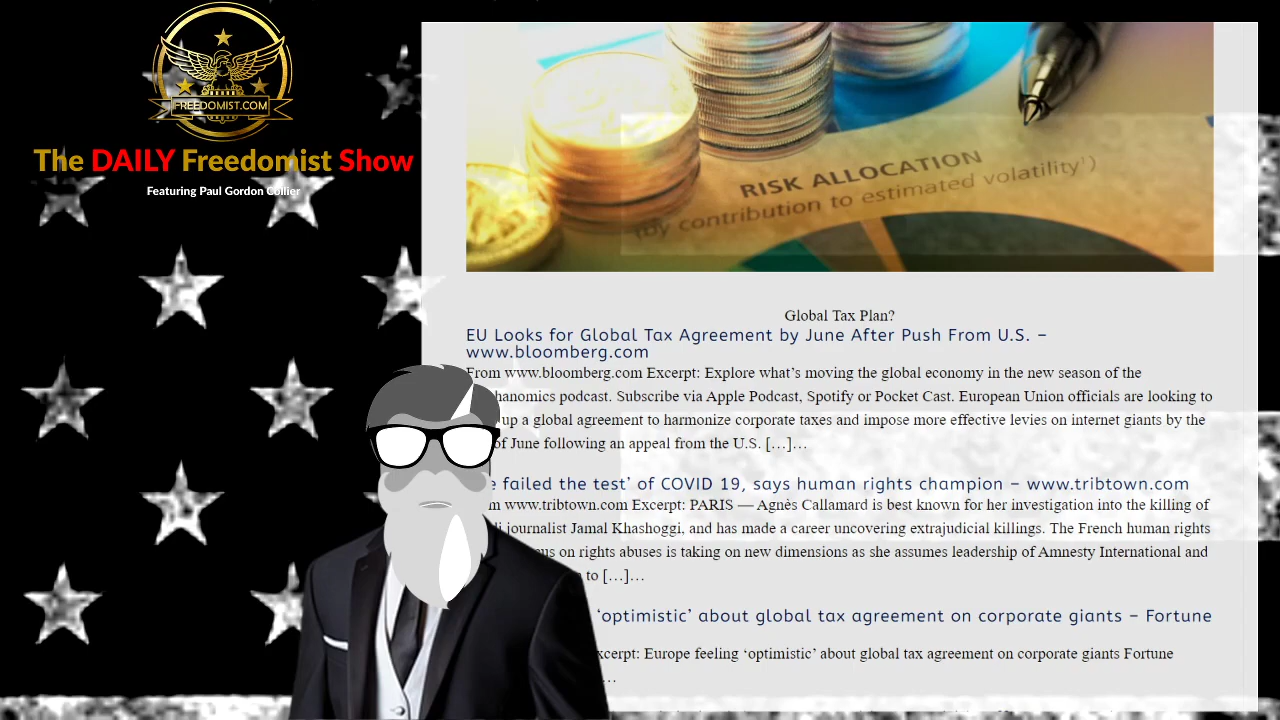 FREEDOMIST.COM
The DAILY Freedomist Show
Featuring Paul Gordon Collier
RISK ALLOCATION
(by contribution to estimated volatility¹)
Global Tax Plan?
EU Looks for Global Tax Agreement by June After Push From U.S. –
www.bloomberg.com
From www.bloomberg.com Excerpt: Explore what's moving the global economy in the new season of the
hanomics podcast. Subscribe via Apple Podcast, Spotify or Pocket Cast. European Union officials are looking to
up a global agreement to harmonize corporate taxes and impose more effective levies on internet giants by the
of June following an appeal from the U.S. […]…
e failed the test' of COVID 19, says human rights champion – www.tribtown.com
m www.tribtown.com Excerpt: PARIS — Agnès Callamard is best known for her investigation into the killing of
di journalist Jamal Khashoggi, and has made a career uncovering extrajudicial killings. The French human rights
us on rights abuses is taking on new dimensions as she assumes leadership of Amnesty International and
to […]…
'optimistic' about global tax agreement on corporate giants – Fortune
xcerpt: Europe feeling 'optimistic' about global tax agreement on corporate giants Fortune
…